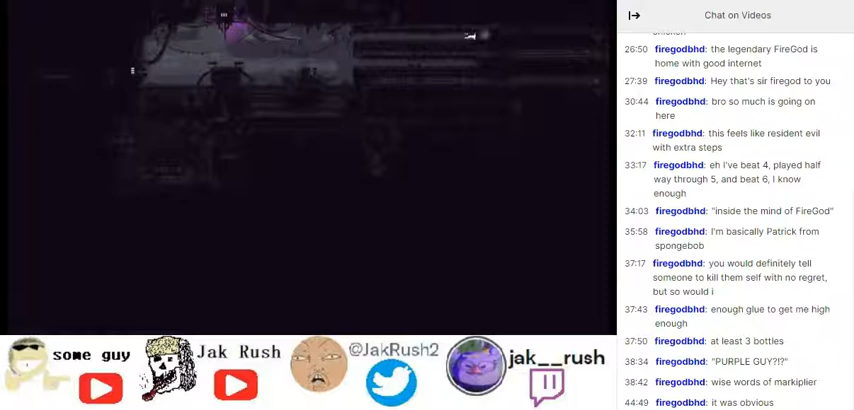 Chat on Videos
26:50 firegodbhd: the legendary FireGod is
home with good internet
27:39 firegodbhd: Hey that's sir firegod to you
30:44 firegodbhd: bro so much is going on
here
32:11 firegodbhd: this feels like resident evil
with extra steps
33:17 firegodbhd: eh I've beat 4, played half
way through 5, and beat 6, I know
enough
34:03 firegodbhd: "inside the mind of FireGod"
35:58 firegodbhd: I'm basically Patrick from
spongebob
37:17 firegodbhd: you would definitely tell
someone to kill them self with no regret,
but so would i
37:43 firegodbhd: enough glue to get me high
enough
37:50 firegodbhd: at least 3 bottles
38:34 firegodbhd: "PURPLE GUY?!?"
38:42 firegodbhd: wise words of markiplier
44:49 firegodbhd: it was obvious
some guy
Jak Rush
@JakRush2
jak__rush